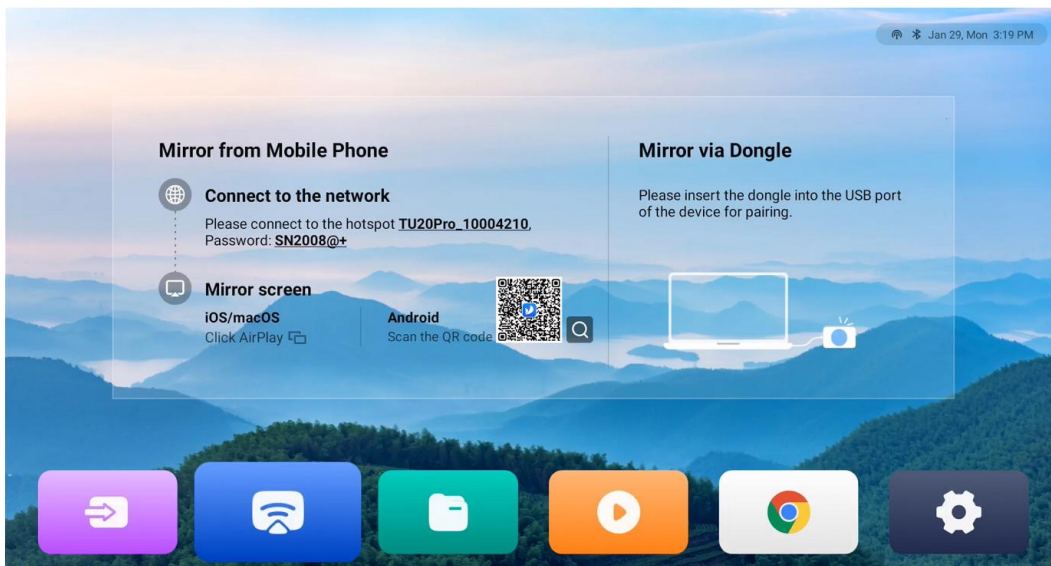 Jan 29, Mon 3:19 PM
Mirror from Mobile Phone
Connect to the network
Please connect to the hotspot TU20Pro_10004210,
Password: SN2008@+
Mirror screen
iOS/macOS
Click AirPlay
Android
Scan the QR code
Mirror via Dongle
Please insert the dongle into the USB port
of the device for pairing.